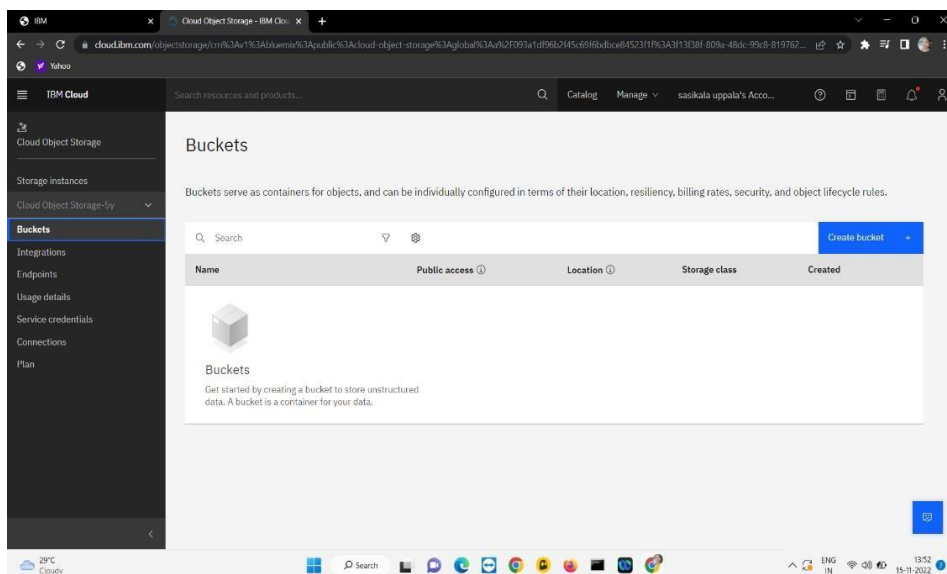 IBM
Cloud Object Storage - IBM Clou
cloud.ibm.com/objectstorage/crn%3Av1%3Abluemix%3Apublic%3Acloud-object-storage%3Aglobal%3Aa%2F093a1df96b2f45c69f6bdbce84523f1f%3A3f13f38f-809a-48dc-99c8-819762...
Yahoo
IBM Cloud
Search resources and products...
Catalog
Manage
sasikala uppala's Acco...
Cloud Object Storage
Storage instances
Cloud Object Storage-5y
Buckets
Integrations
Endpoints
Usage details
Service credentials
Connections
Plan
Buckets
Buckets serve as containers for objects, and can be individually configured in terms of their location, resiliency, billing rates, security, and object lifecycle rules.
Search
Create bucket +
Name Public access Location Storage class Created
Buckets
Get started by creating a bucket to store unstructured
data. A bucket is a container for your data.
29°C
Cloudy
Search
ENG
IN
13:52
15-11-2022